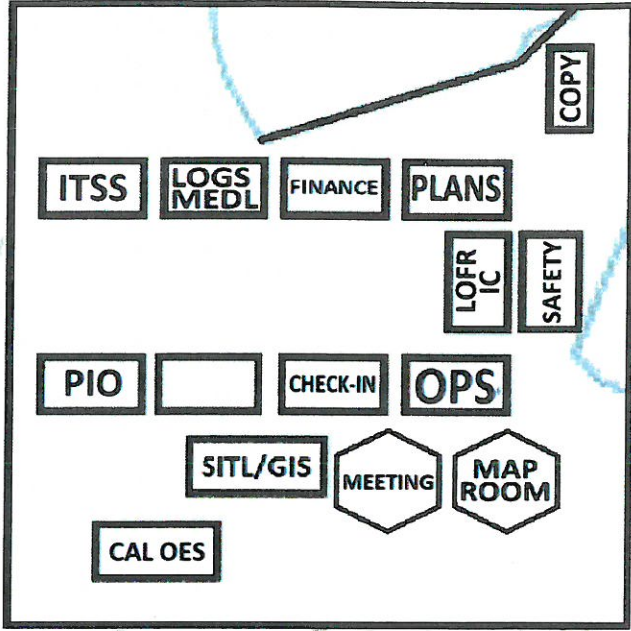 COPY
ITSS
LOGS
MEDL
FINANCE
PLANS
LOFR
IC
SAFETY
PIO
CHECK-IN
OPS
SITL/GIS
MEETING
MAP
ROOM
CAL OES